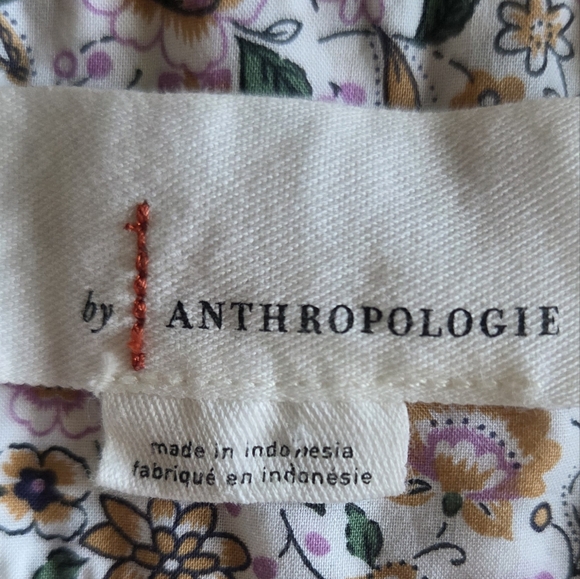 by ANTHROPOLOGIE
made in indonesia
fabriqué en indonésie